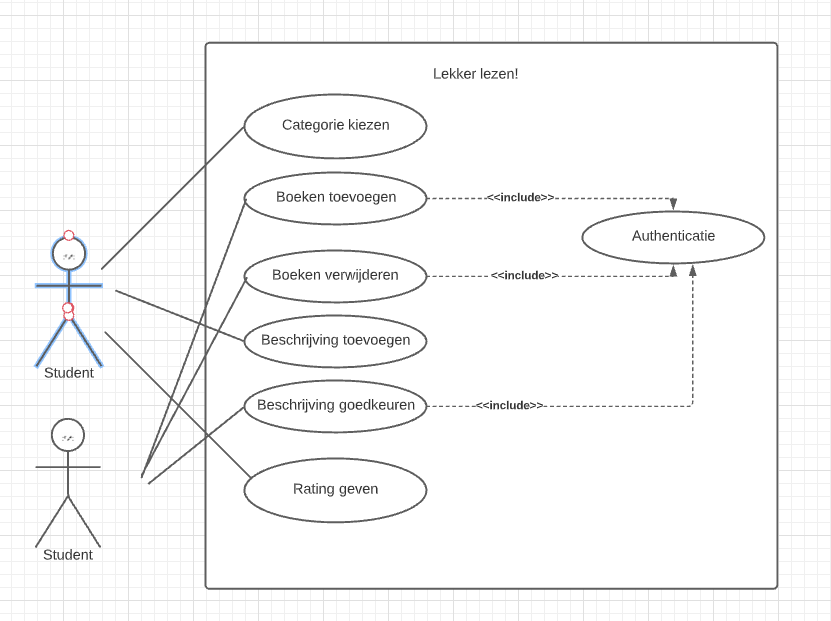 Lekker lezen!
Categorie kiezen
Boeken toevoegen
<<include>>
Authenticatie
Boeken verwijderen
<<include>>
Beschrijving toevoegen
Student
Beschrijving goedkeuren
<<include>>
Rating geven
Student